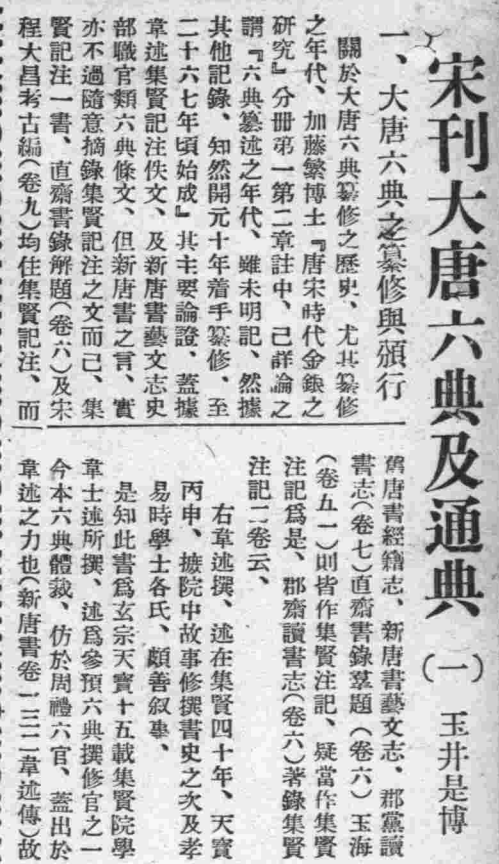 宋刊大唐六典及通典（一） 玉井是博
一、大唐六典之纂修與頒行
關於大唐六典纂修之歷史、尤其纂修
之年代、加藤繁博士『唐宋時代金銀之
研究』分冊第一第二章註中、已詳論之
謂『六典纂述之年代、雖未明記、然據
其他記錄、知然開元十年着手纂修、至
二十六七年頃始成』其主要論證、蓋據
韋述集賢記注佚文、及新唐書藝文志史
部職官類六典條文、但新唐書之言、實
亦不過隨意摘錄集賢記注之文而已、集
賢記注一書、直齋書錄解題（卷六）及宋
程大昌考古編（卷九）均住集賢記注、而
舊唐書經籍志、新唐書藝文志、郡黨讀
書志（卷七）直齋書錄羣題（卷六）玉海
（卷五一）則皆作集賢注記、疑當作集賢
注記爲是、郡齋讀書志（卷六）著錄集賢
注記二卷云、
右韋述撰、述在集賢四十年、天寶
丙申、摭院中故事修撰書史之次及孝
易時學士各氏、頗善叙事、
是知此書爲玄宗天寶十五載集賢院學
韋士述所撰、述爲參預六典撰修官之一
今本六典體裁、仿於周禮六官、蓋出於
韋述之力也（新唐書卷一三二韋述傳）故